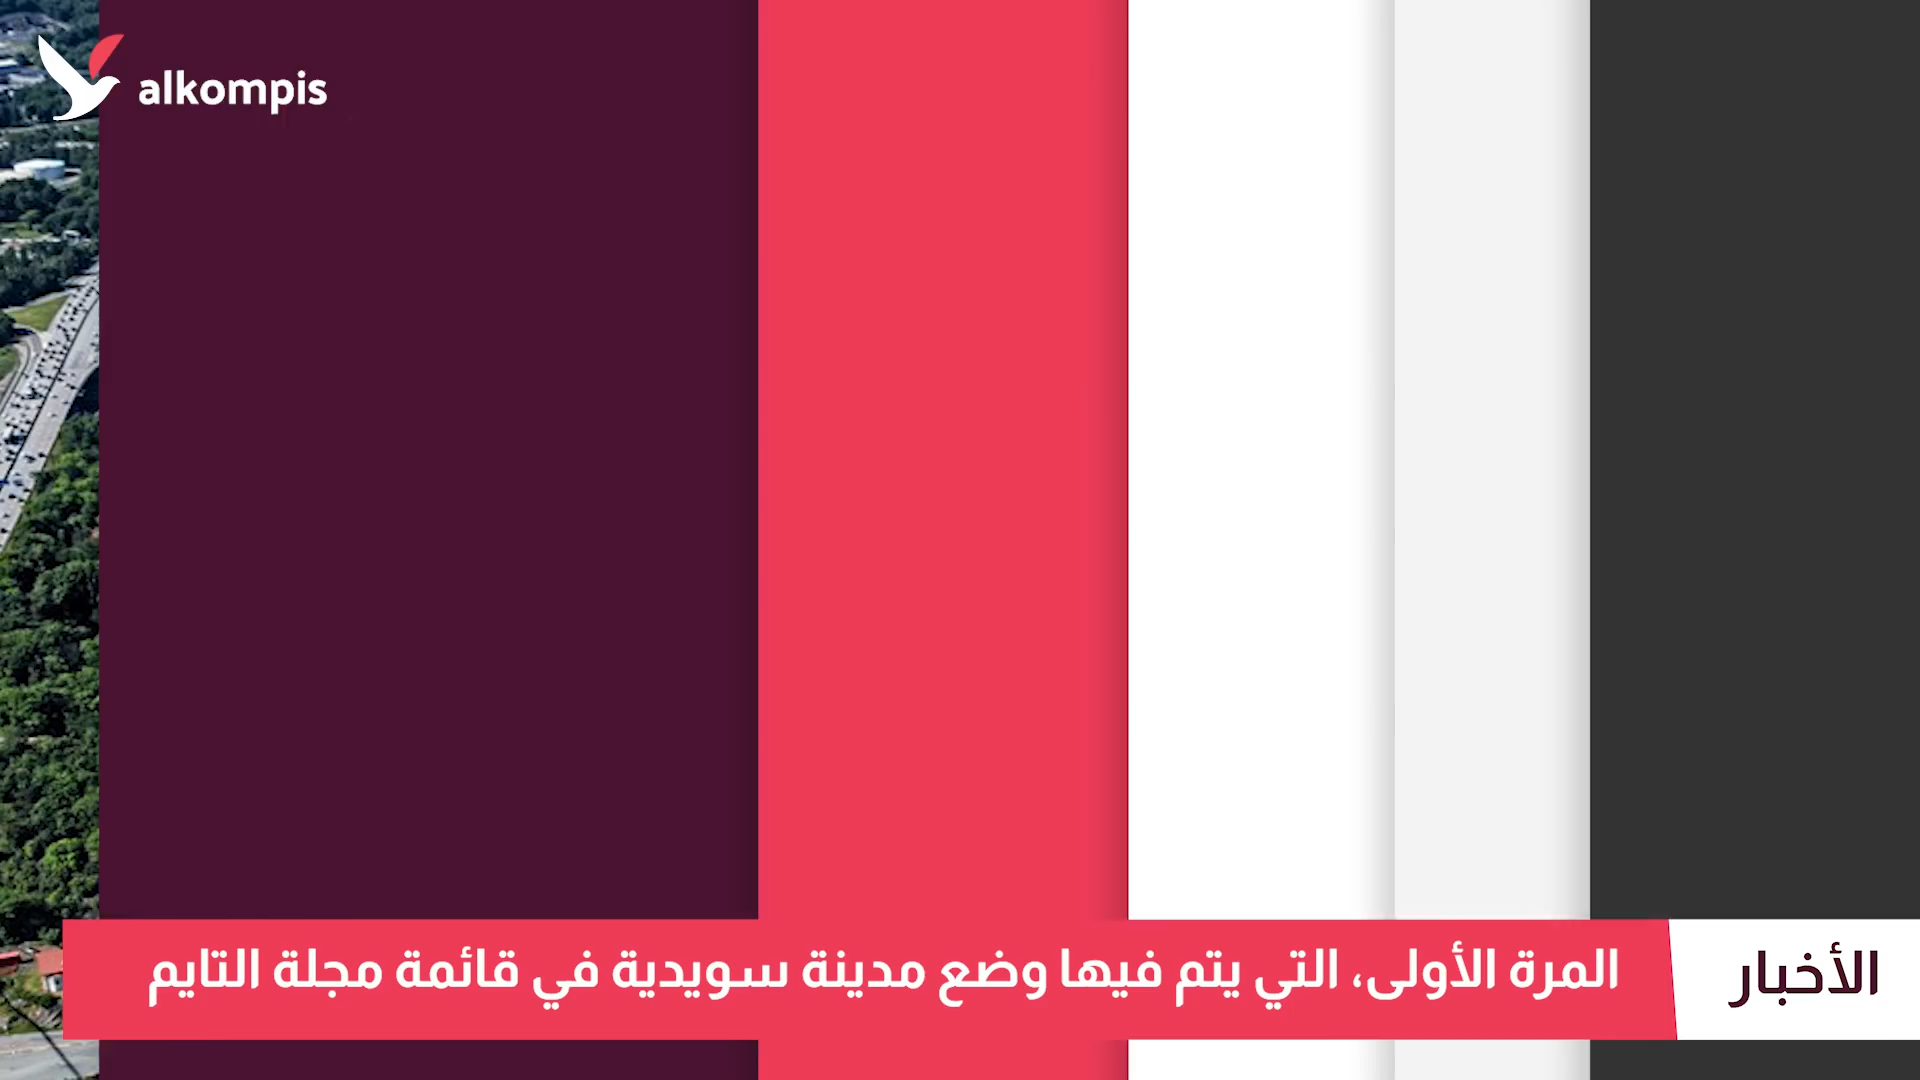 alkompis
الأخبار
المرة الأولى، التي يتم فيها وضع مدينة سويدية في قائمة مجلة التايم